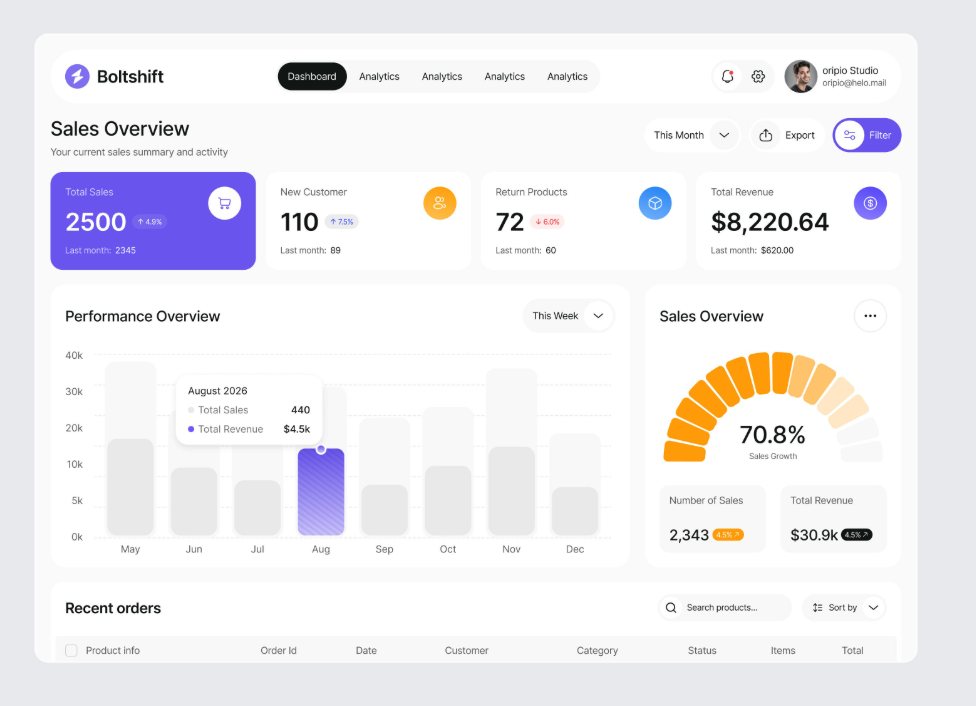 Boltshift
Dashboard
Analytics
Analytics
Analytics
Analytics
oripio Studio
oripio@helo.mail
Sales Overview
Your current sales summary and activity
This Month
Export
Filter
Total Sales
2500 ↑ 4.9%
Last month: 2345
New Customer
110 ↑ 7.5%
Last month: 89
Return Products
72 ↓ 6.0%
Last month: 60
Total Revenue
$8,220.64
Last month: $620.00
Performance Overview
This Week
40k
30k
20k
10k
5k
0k
August 2026
Total Sales 440
Total Revenue $4.5k
May
Jun
Jul
Aug
Sep
Oct
Nov
Dec
Sales Overview
70.8%
Sales Growth
Number of Sales
2,343 4.5% ↗
Total Revenue
$30.9k 4.5% ↗
Recent orders
Search products...
Sort by
Product info
Order Id
Date
Customer
Category
Status
Items
Total